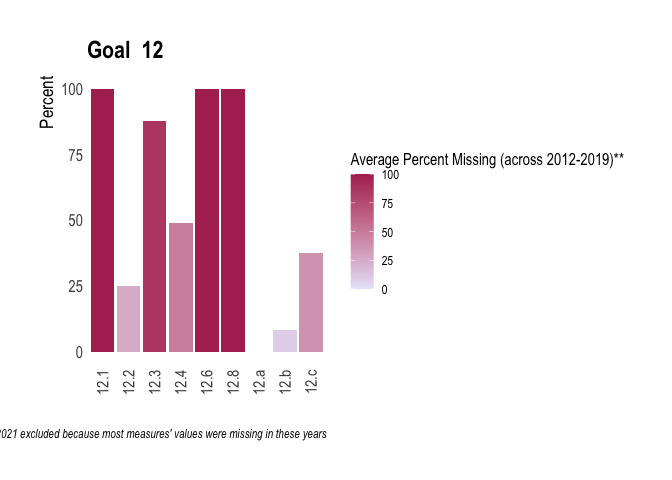 Goal 12
Percent
100
75
50
25
0
12.1
12.2
12.3
12.4
12.6
12.8
12.a
12.b
12.c
Average Percent Missing (across 2012-2019)**
100
75
50
25
0
2021 excluded because most measures' values were missing in these years